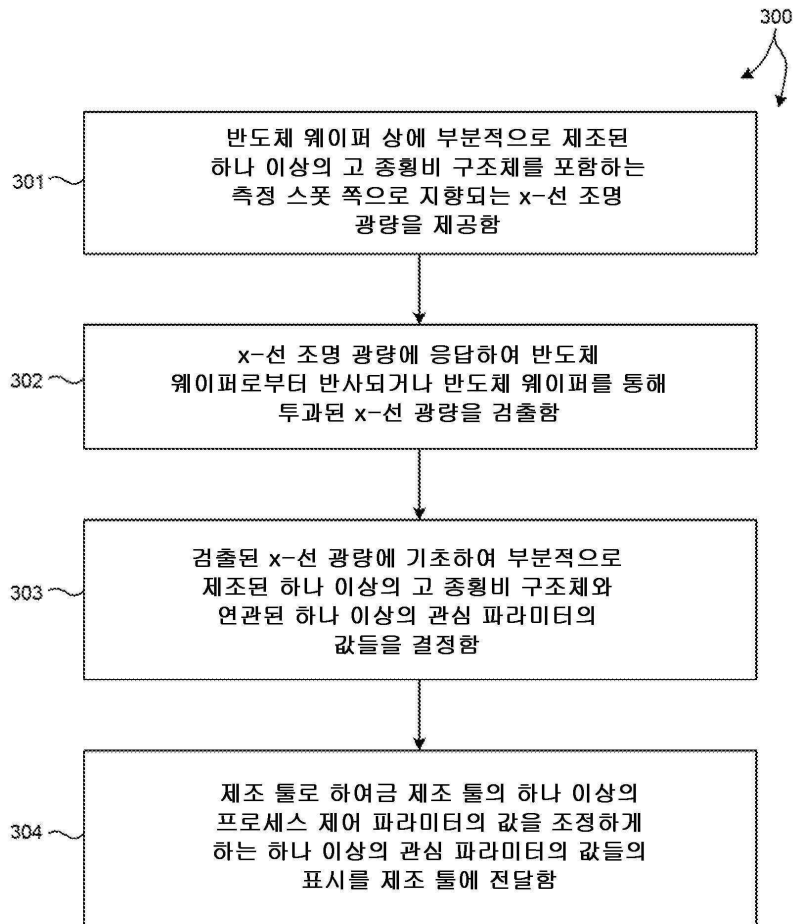 300
301
반도체 웨이퍼 상에 부분적으로 제조된
하나 이상의 고 종횡비 구조체를 포함하는
측정 스폿 쪽으로 지향되는 x-선 조명
광량을 제공함
302
x-선 조명 광량에 응답하여 반도체
웨이퍼로부터 반사되거나 반도체 웨이퍼를 통해
투과된 x-선 광량을 검출함
303
검출된 x-선 광량에 기초하여 부분적으로
제조된 하나 이상의 고 종횡비 구조체와
연관된 하나 이상의 관심 파라미터의
값들을 결정함
304
제조 툴로 하여금 제조 툴의 하나 이상의
프로세스 제어 파라미터의 값을 조정하게
하는 하나 이상의 관심 파라미터의 값들의
표시를 제조 툴에 전달함